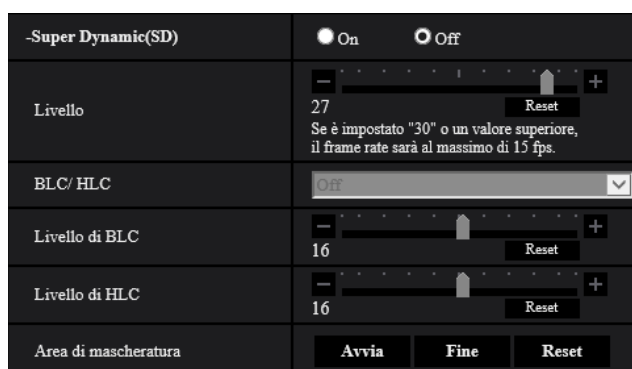 -Super Dynamic(SD)
On Off
Livello
27 Reset
Se è impostato "30" o un valore superiore,
il frame rate sarà al massimo di 15 fps.
BLC/ HLC
Off
Livello di BLC
16 Reset
Livello di HLC
16 Reset
Area di mascheratura
Avvia Fine Reset